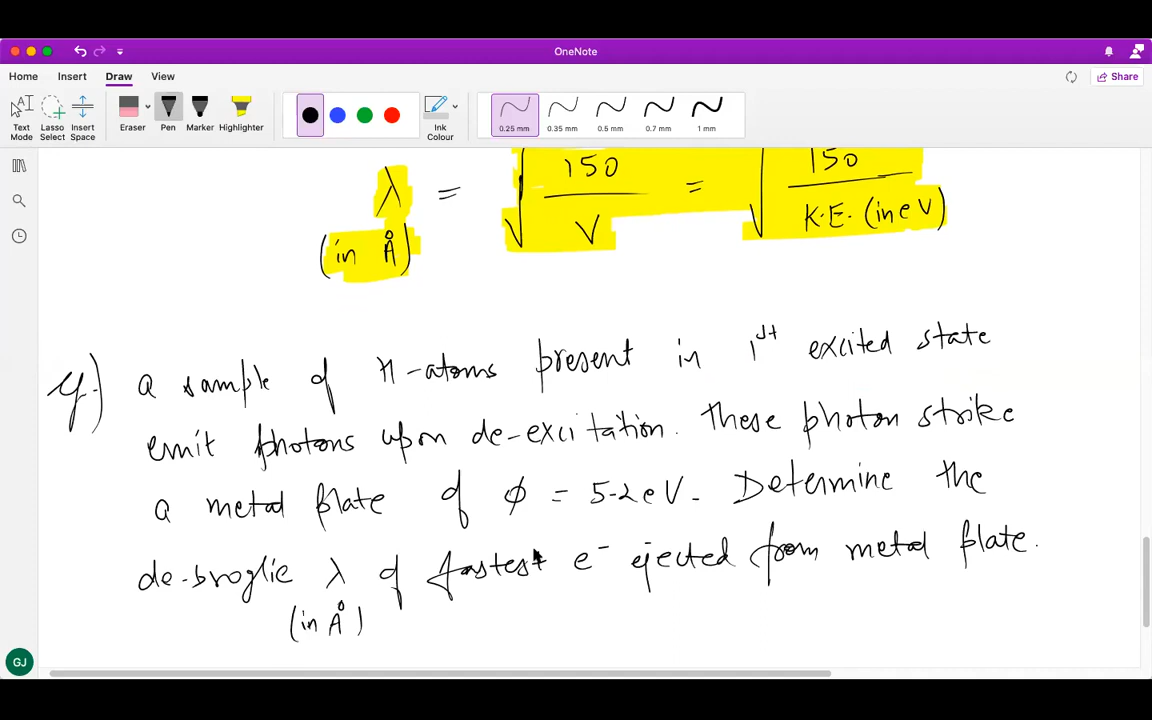 OneNote
Home Insert Draw View
Share
Text Mode
Lasso Select
Insert Space
Eraser
Pen
Marker
Highlighter
Ink Colour
0.25 mm 0.35 mm 0.5 mm 0.7 mm 1 mm
λ = √(150/V) = √(150/K.E. (in eV))
(in Å)
a sample of H-atoms present in 1st excited state
emit photons upon de-excitation. These photon strike
a metal plate of φ = 5.2 eV. Determine the
de-broglie λ of fastest e⁻ ejected from metal plate.
(in Å)
GJ